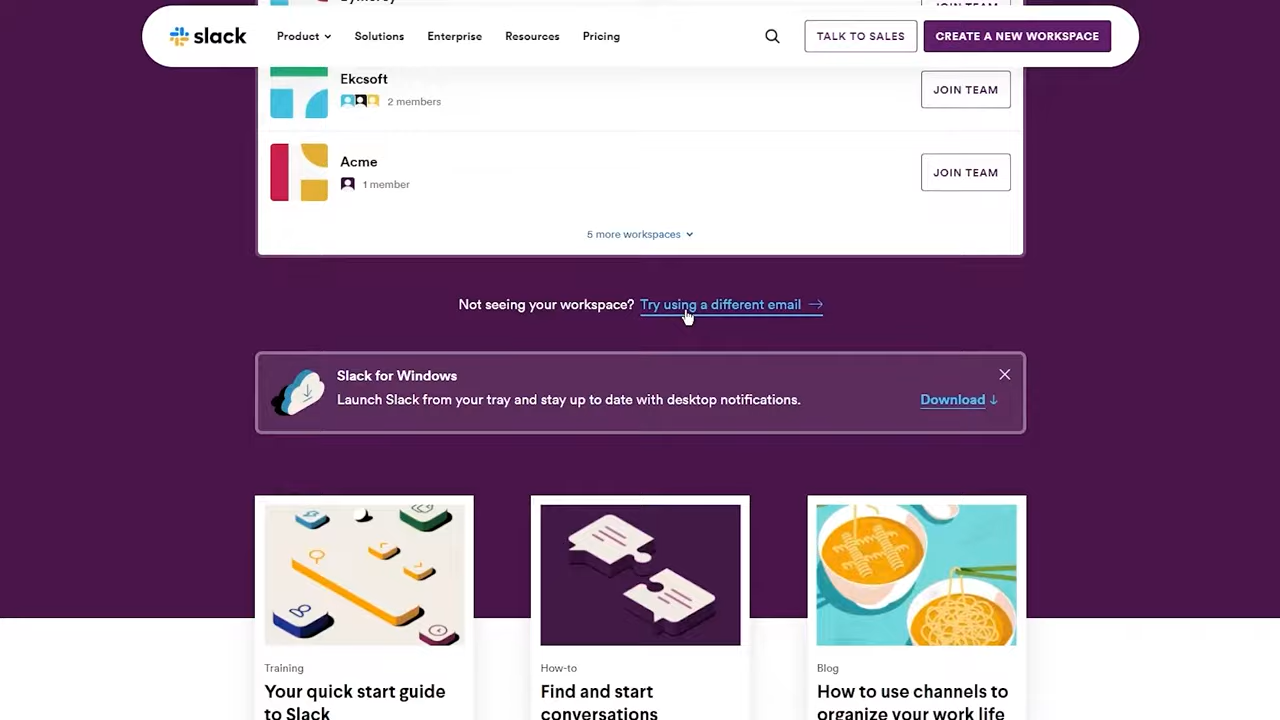 slack
Product
Solutions
Enterprise
Resources
Pricing
TALK TO SALES
CREATE A NEW WORKSPACE
JOIN TEAM
Ekcsoft
2 members
JOIN TEAM
Acme
1 member
JOIN TEAM
5 more workspaces
Not seeing your workspace? Try using a different email →
Slack for Windows
Launch Slack from your tray and stay up to date with desktop notifications.
Download ↓
Training
Your quick start guide
to Slack
How-to
Find and start
conversations
Blog
How to use channels to
organize your work life